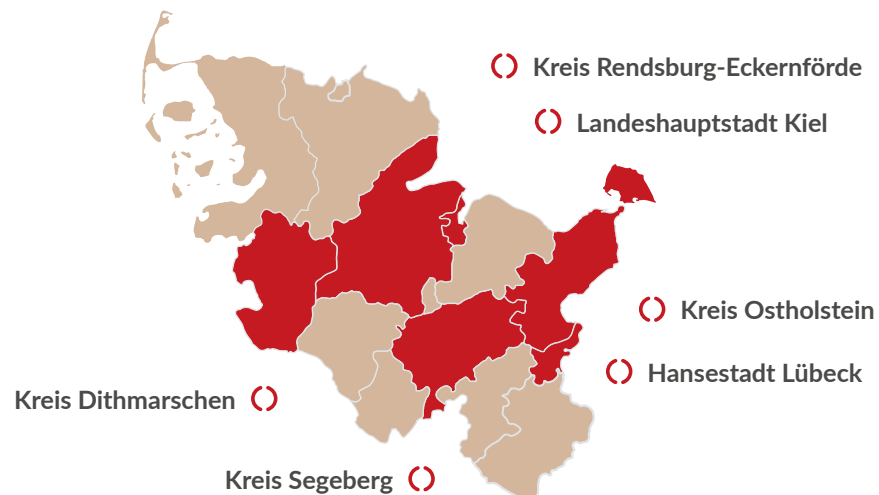 Kreis Rendsburg-Eckernförde
Landeshauptstadt Kiel
Kreis Ostholstein
Hansestadt Lübeck
Kreis Dithmarschen
Kreis Segeberg